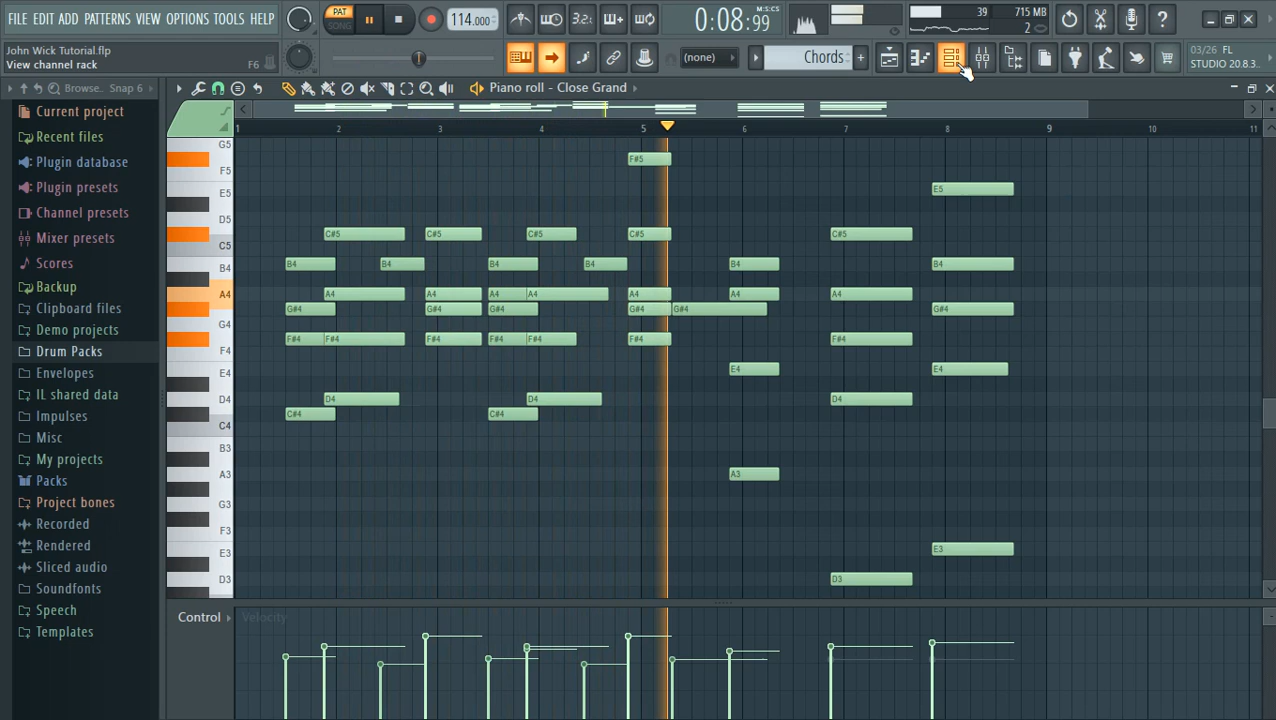 FILE EDIT ADD PATTERNS VIEW OPTIONS TOOLS HELP
PAT
SONG
114.000
3.2
0:08:99
M:S:CS
39
715 MB
2
John Wick Tutorial.flp
View channel rack
F6
(none)
Chords
+
03/26 FL
STUDIO 20.8.3
Browse..
Snap 6
Piano roll - Close Grand
Current project
Recent files
Plugin database
Plugin presets
Channel presets
Mixer presets
Scores
Backup
Clipboard files
Demo projects
Drum Packs
Envelopes
IL shared data
Impulses
Misc
My projects
Packs
Project bones
Recorded
Rendered
Sliced audio
Soundfonts
Speech
Templates
1 2 3 4 5 6 7 8 9 10 11
G5
F#5
F5
E5 E5
D5
C#5 C#5 C#5 C#5 C#5
C5
B4 B4 B4 B4 B4 B4 B4
A4 A4 A4 A4 A4 A4 A4 A4
G#4 G#4 G#4 G#4 G#4 G#4
G4
F#4 F#4 F#4 F#4 F#4 F#4 F#4
F4
E4 E4 E4
D4 D4 D4 D4
C#4 C#4
C4
B3
A3 A3
G3
F3
E3 E3
D3 D3
Control
Velocity